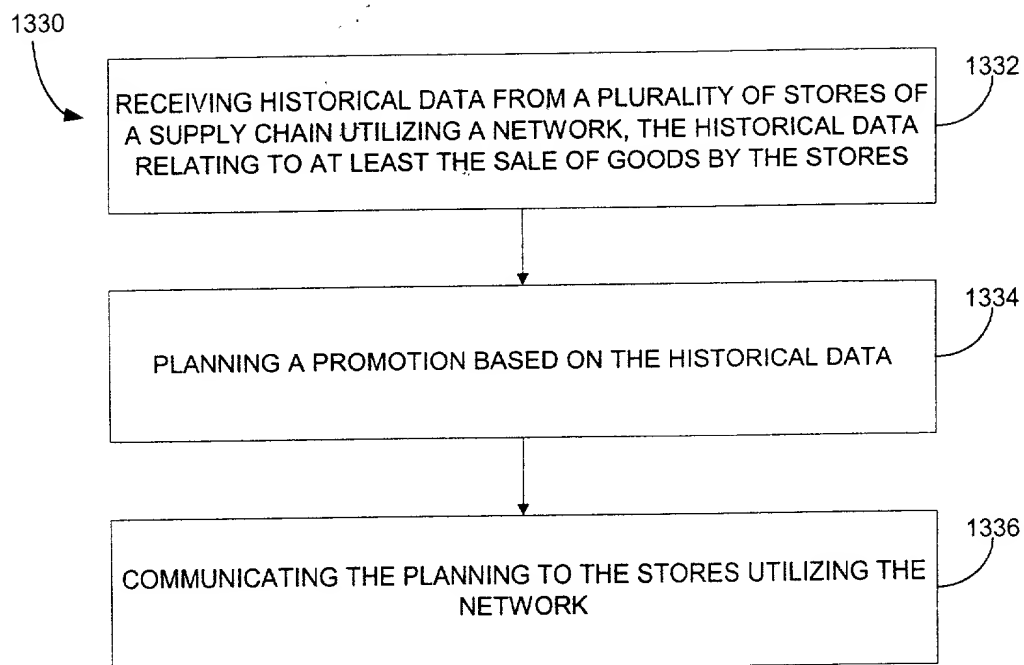 1330
1332
RECEIVING HISTORICAL DATA FROM A PLURALITY OF STORES OF
A SUPPLY CHAIN UTILIZING A NETWORK, THE HISTORICAL DATA
RELATING TO AT LEAST THE SALE OF GOODS BY THE STORES
1334
PLANNING A PROMOTION BASED ON THE HISTORICAL DATA
1336
COMMUNICATING THE PLANNING TO THE STORES UTILIZING THE
NETWORK